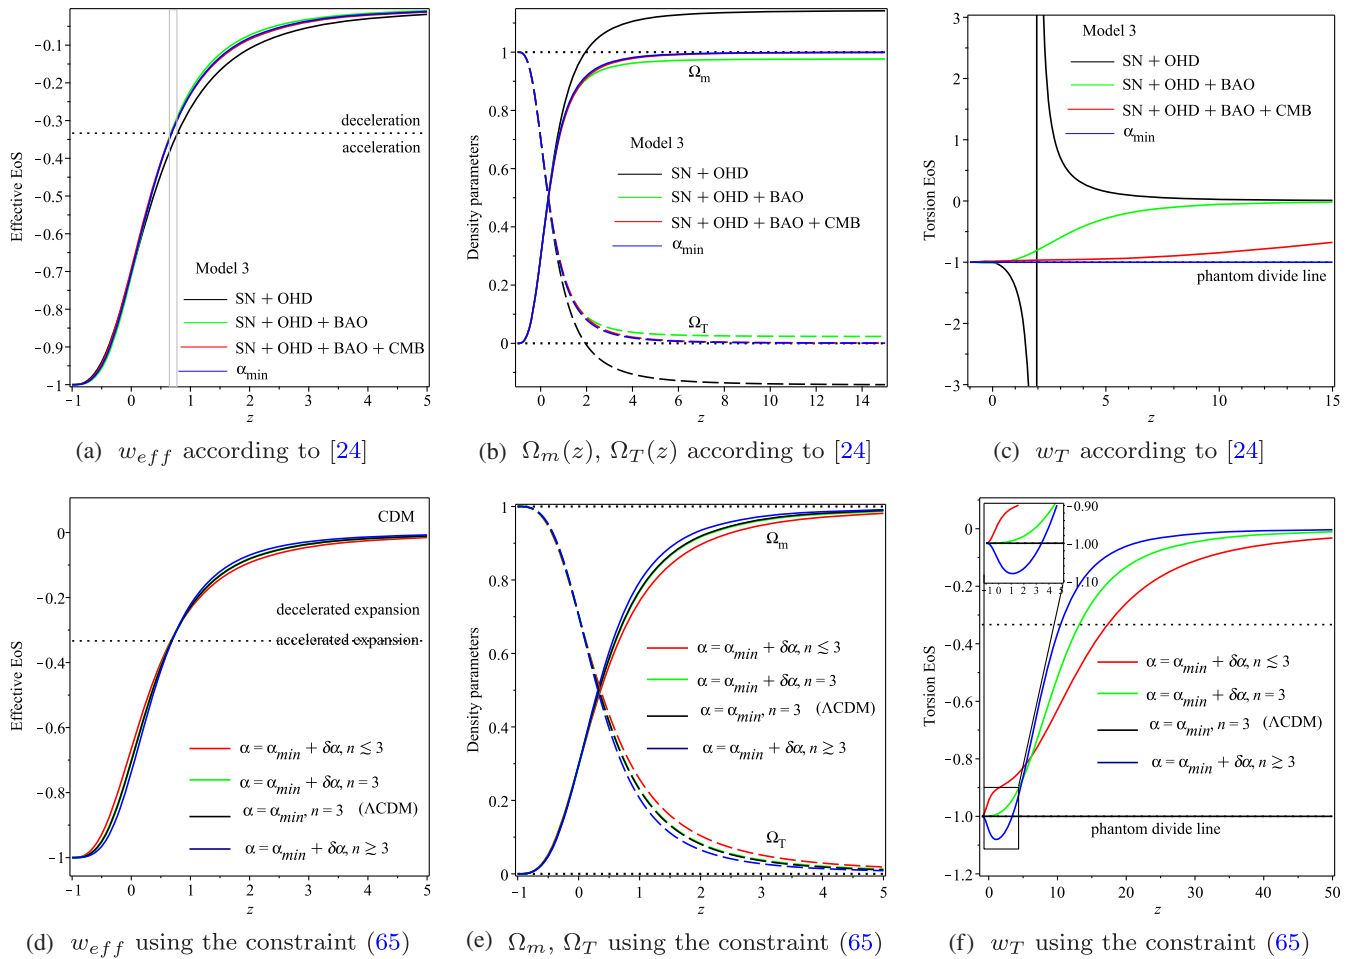 −0.1
−0.2
−0.3
−0.4
−0.5
−0.6
−0.7
−0.8
−0.9
−1
−1 0 1 2 3 4 5
z
Effective EoS
deceleration
acceleration
Model 3
SN + OHD
SN + OHD + BAO
SN + OHD + BAO + CMB
α_min
(a) w_eff according to [24]
1
0.8
0.6
0.4
0.2
0
0 2 4 6 8 10 12 14
z
Density parameters
Ω_m
Model 3
SN + OHD
SN + OHD + BAO
SN + OHD + BAO + CMB
α_min
Ω_T
(b) Ω_m(z), Ω_T(z) according to [24]
3
2
1
0
−1
−2
−3
0 5 10 15
z
Torsion EoS
Model 3
SN + OHD
SN + OHD + BAO
SN + OHD + BAO + CMB
α_min
phantom divide line
(c) w_T according to [24]
0
−0.2
−0.4
−0.6
−0.8
−1
−1 0 1 2 3 4 5
z
Effective EoS
CDM
decelerated expansion
accelerated expansion
α = α_min + δα, n ≲ 3
α = α_min + δα, n = 3
α = α_min, n = 3 (ΛCDM)
α = α_min + δα, n ≳ 3
(d) w_eff using the constraint (65)
1
0.8
0.6
0.4
0.2
0
−1 0 1 2 3 4 5
z
Density parameters
Ω_m
α = α_min + δα, n ≲ 3
α = α_min + δα, n = 3
α = α_min, n = 3 (ΛCDM)
α = α_min + δα, n ≳ 3
Ω_T
(e) Ω_m, Ω_T using the constraint (65)
0
−0.2
−0.4
−0.6
−0.8
−1.0
−1.2
0 10 20 30 40 50
z
Torsion EoS
−0.90
−1.00
−1.10
−1 0 1 2 3 4 5
α = α_min + δα, n ≲ 3
α = α_min + δα, n = 3
α = α_min, n = 3 (ΛCDM)
α = α_min + δα, n ≳ 3
phantom divide line
(f) w_T using the constraint (65)